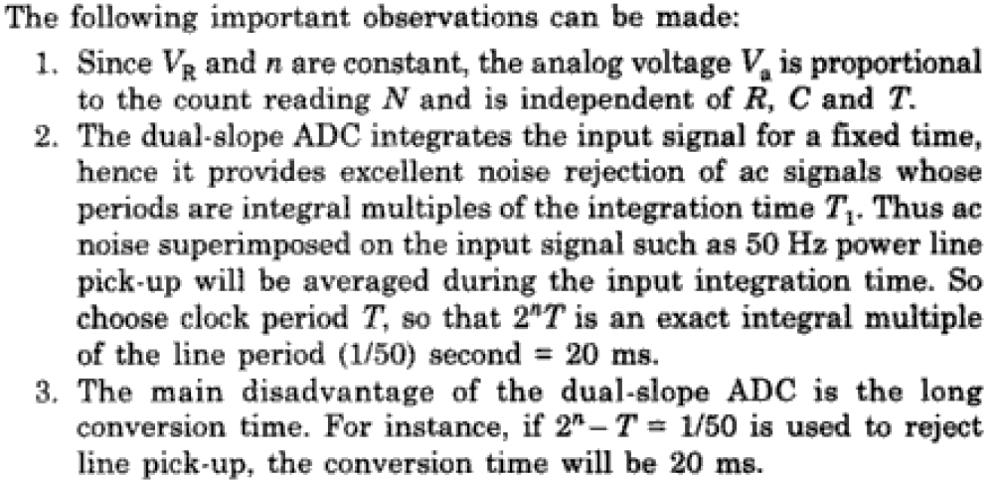 The following important observations can be made:
1. Since V_R and n are constant, the analog voltage V_a is proportional
to the count reading N and is independent of R, C and T.
2. The dual-slope ADC integrates the input signal for a fixed time,
hence it provides excellent noise rejection of ac signals whose
periods are integral multiples of the integration time T₁. Thus ac
noise superimposed on the input signal such as 50 Hz power line
pick-up will be averaged during the input integration time. So
choose clock period T, so that 2ⁿT is an exact integral multiple
of the line period (1/50) second = 20 ms.
3. The main disadvantage of the dual-slope ADC is the long
conversion time. For instance, if 2ⁿ – T = 1/50 is used to reject
line pick-up, the conversion time will be 20 ms.